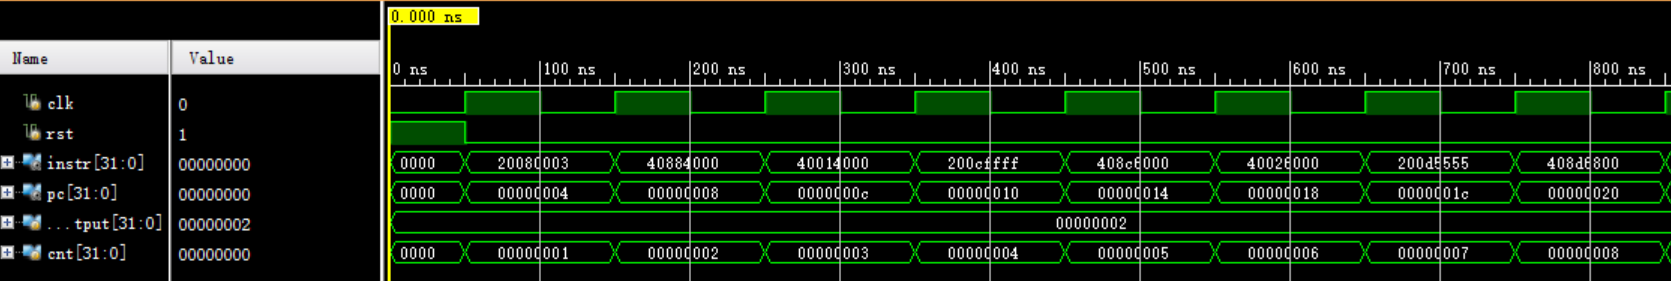 0.000 ns
Name Value
0 ns 100 ns 200 ns 300 ns 400 ns 500 ns 600 ns 700 ns 800 ns
clk 0
rst 1
instr[31:0] 00000000 0000 20080003 40884000 40014000 200cffff 408c6000 40026000 200d5555 408d6800
pc[31:0] 00000000 0000 00000004 00000008 0000000c 00000010 00000014 00000018 0000001c 00000020
...tput[31:0] 00000002 00000002
cnt[31:0] 00000000 0000 00000001 00000002 00000003 00000004 00000005 00000006 00000007 00000008